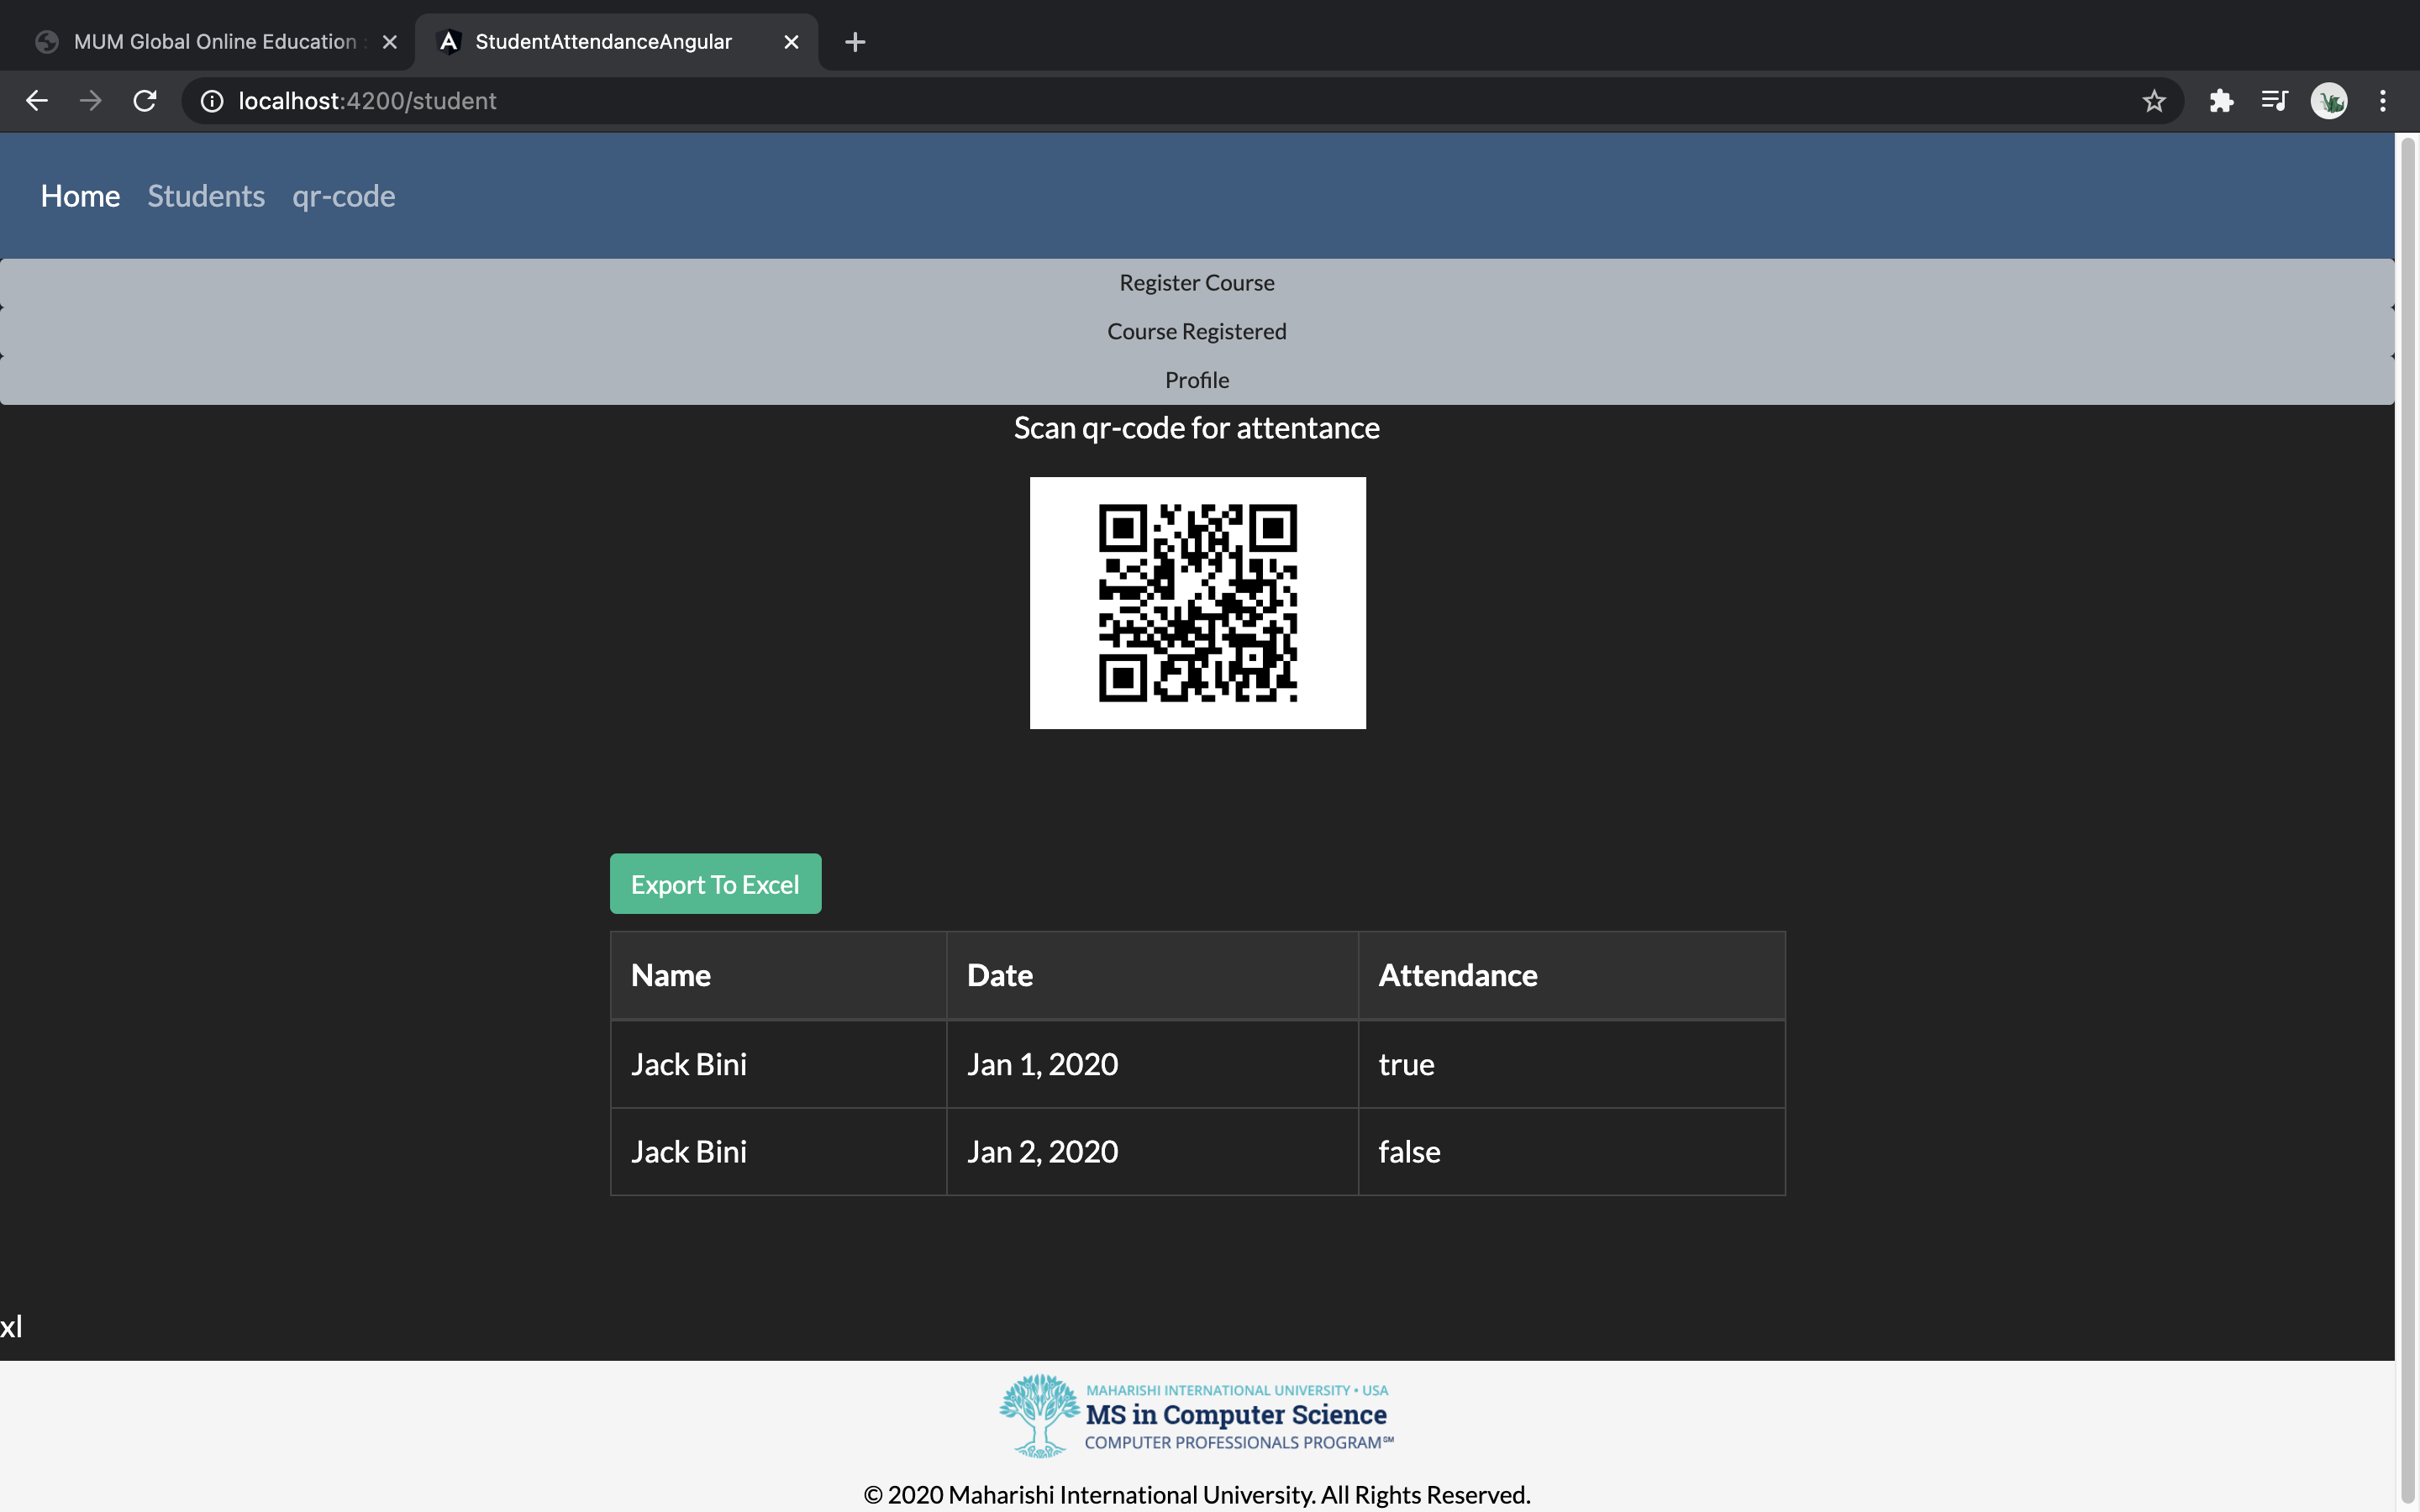 MUM Global Online Education :
StudentAttendanceAngular
localhost:4200/student
Home Students qr-code
Register Course
Course Registered
Profile
Scan qr-code for attentance
Export To Excel
Name Date Attendance
Jack Bini Jan 1, 2020 true
Jack Bini Jan 2, 2020 false
xl
MAHARISHI INTERNATIONAL UNIVERSITY • USA
MS in Computer Science
COMPUTER PROFESSIONALS PROGRAM℠
© 2020 Maharishi International University. All Rights Reserved.